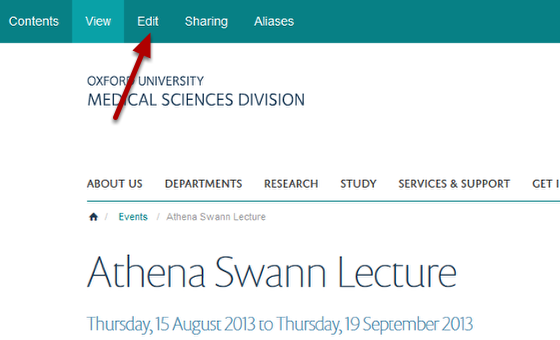 Contents View Edit Sharing Aliases
OXFORD UNIVERSITY
MEDICAL SCIENCES DIVISION
ABOUT US DEPARTMENTS RESEARCH STUDY SERVICES & SUPPORT GET I
/ Events / Athena Swann Lecture
Athena Swann Lecture
Thursday, 15 August 2013 to Thursday, 19 September 2013